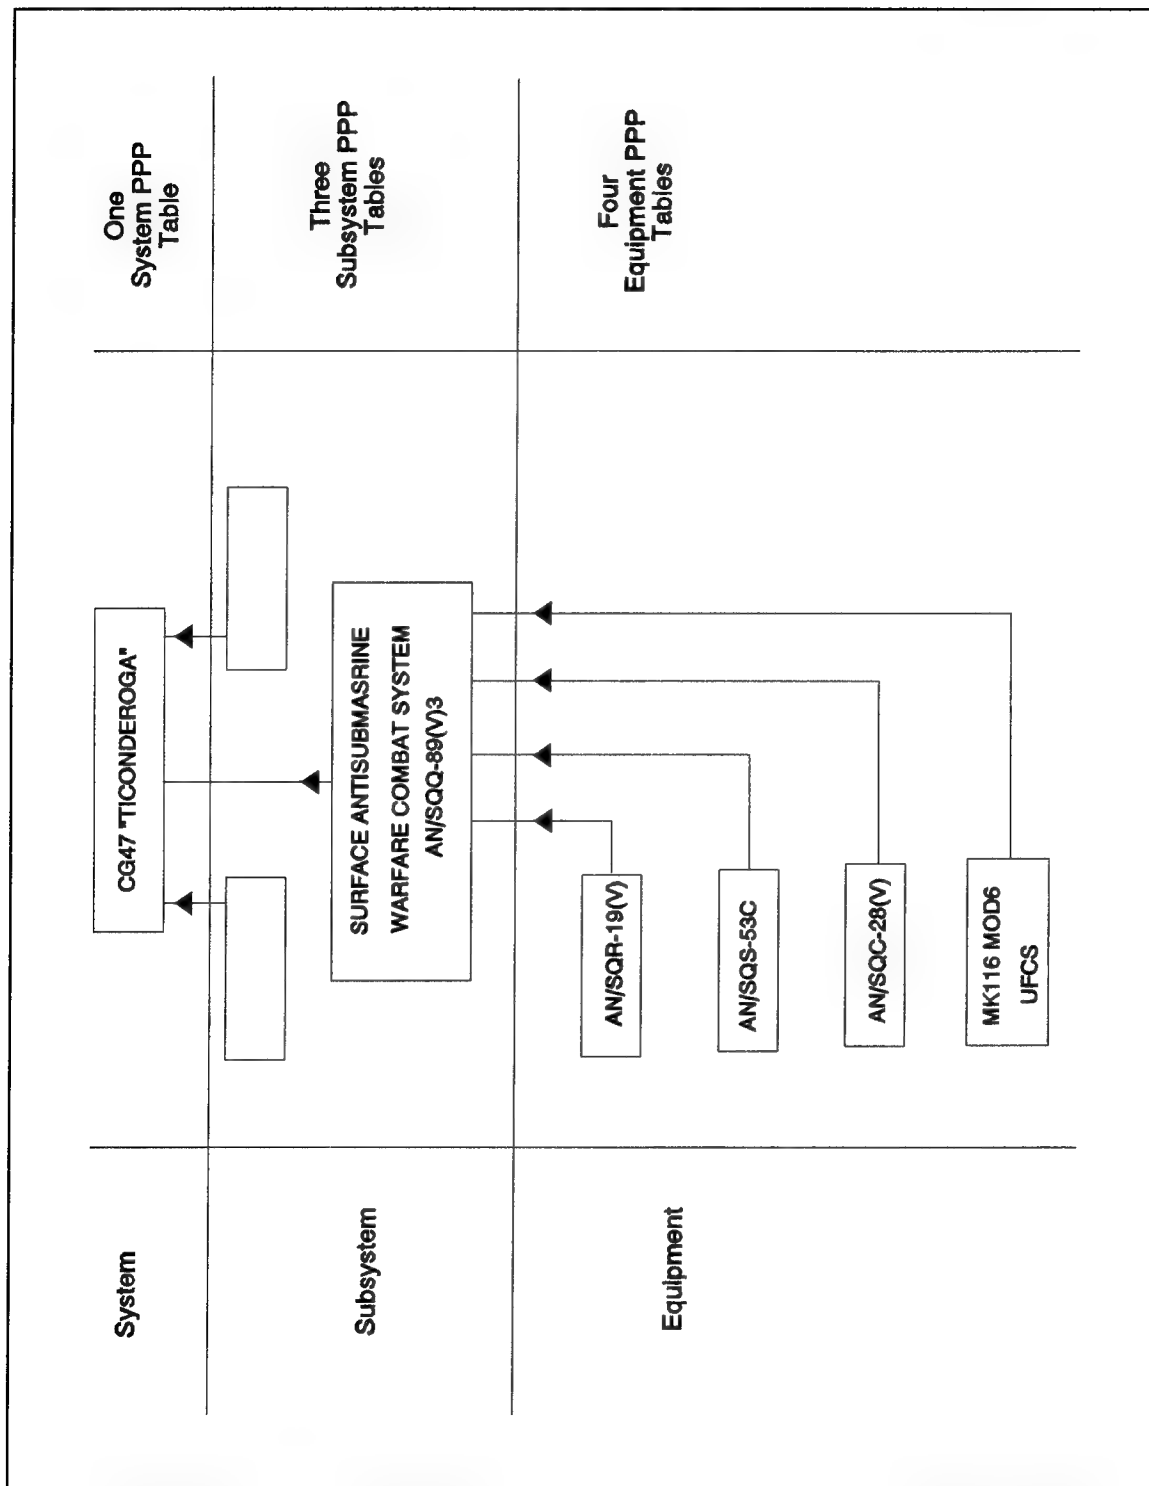 System
CG47 "TICONDEROGA"
One
System PPP
Table
Subsystem
SURFACE ANTISUBMASRINE
WARFARE COMBAT SYSTEM
AN/SQQ-89(V)3
Three
Subsystem PPP
Tables
Equipment
AN/SQR-19(V)
AN/SQS-53C
AN/SQC-28(V)
MK116 MOD6
UFCS
Four
Equipment PPP
Tables